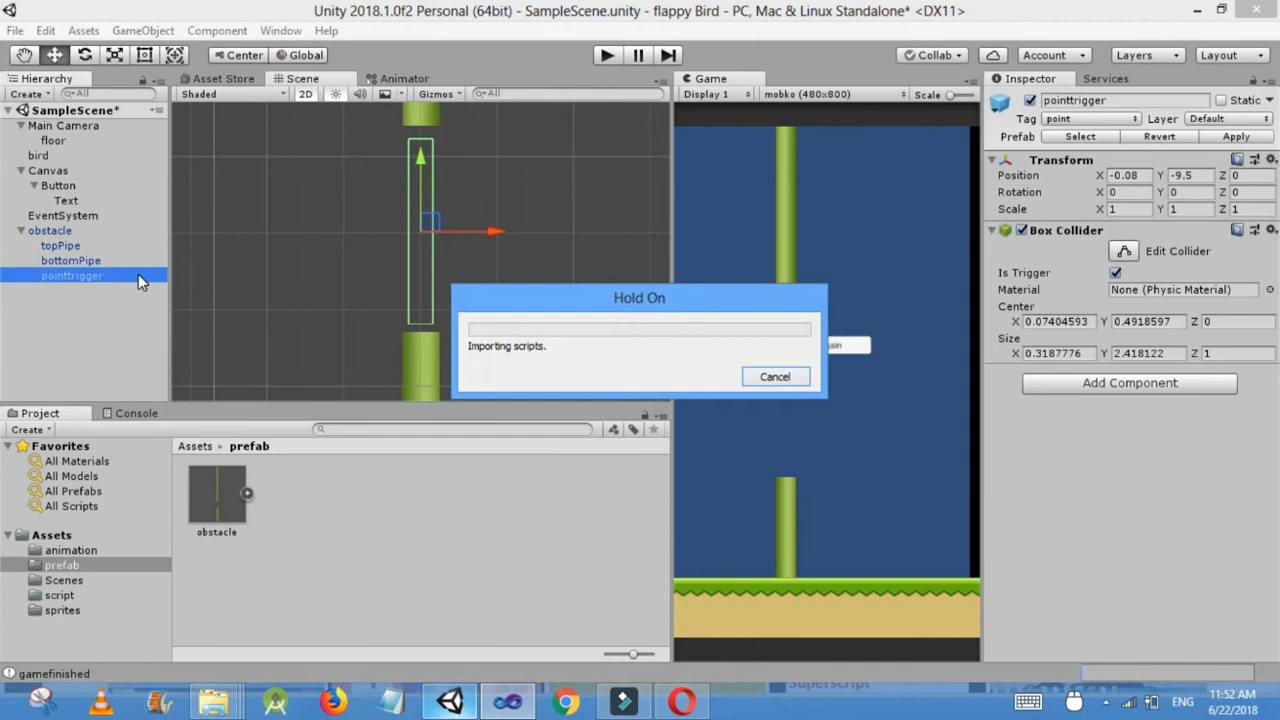 Unity 2018.1.0f2 Personal (64bit) - SampleScene.unity - flappy Bird - PC, Mac & Linux Standalone* <DX11>
File Edit Assets GameObject Component Window Help
Center Global Collab Account Layers Layout
Hierarchy Asset Store Scene Animator Game Inspector Services
Create All Shaded 2D Gizmos All Display 1 mobko (480x800) Scale pointtrigger Static
SampleScene*
Tag point Layer Default
Main Camera
Prefab Select Revert Apply
floor
bird
Transform
Canvas
Position X -0.08 Y -9.5 Z 0
Button
Rotation X 0 Y 0 Z 0
Text
Scale X 1 Y 1 Z 1
EventSystem
obstacle
Box Collider
topPipe
Edit Collider
bottomPipe
Is Trigger
pointtrigger
Material None (Physic Material)
Hold On
Center
X 0.07404593 Y 0.4918597 Z 0
Importing scripts.
Size
X 0.3187776 Y 2.418122 Z 1
Cancel
Add Component
Project Console
Create
Favorites Assets prefab
All Materials
All Models
All Prefabs
All Scripts
obstacle
Assets
animation
prefab
Scenes
script
sprites
gamefinished
Superscript
ENG 11:52 AM
6/22/2018